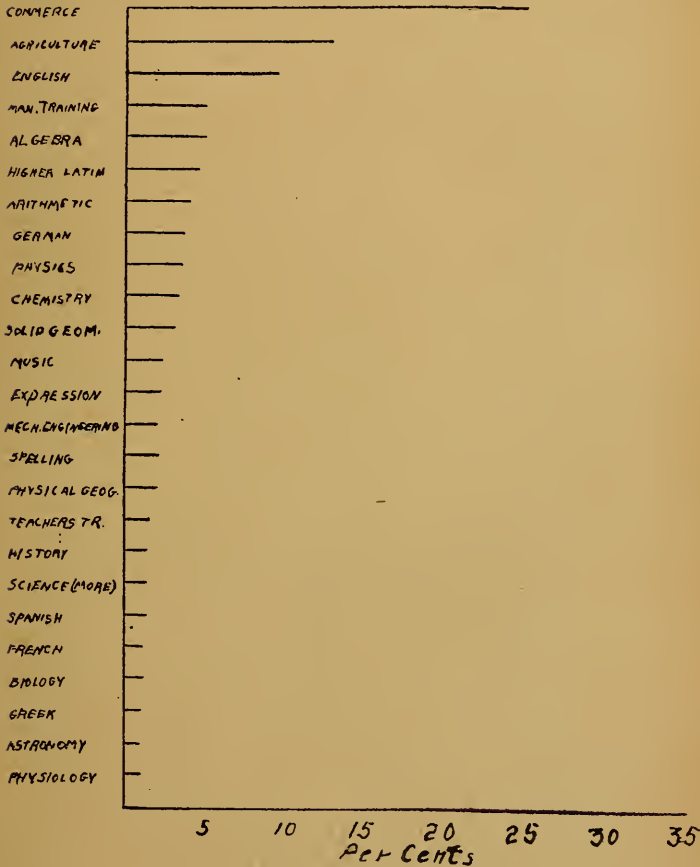 COMMERCE
AGRICULTURE
ENGLISH
MAN. TRAINING
ALGEBRA
HIGHER LATIN
ARITHMETIC
GERMAN
PHYSICS
CHEMISTRY
SOLID GEOM.
MUSIC
EXPRESSION
MECH. ENGINEERING
SPELLING
PHYSICAL GEOG.
TEACHERS TR.
HISTORY
SCIENCE (MORE)
SPANISH
FRENCH
BIOLOGY
GREEK
ASTRONOMY
PHYSIOLOGY
5 10 15 20 25 30 35
Per Cents